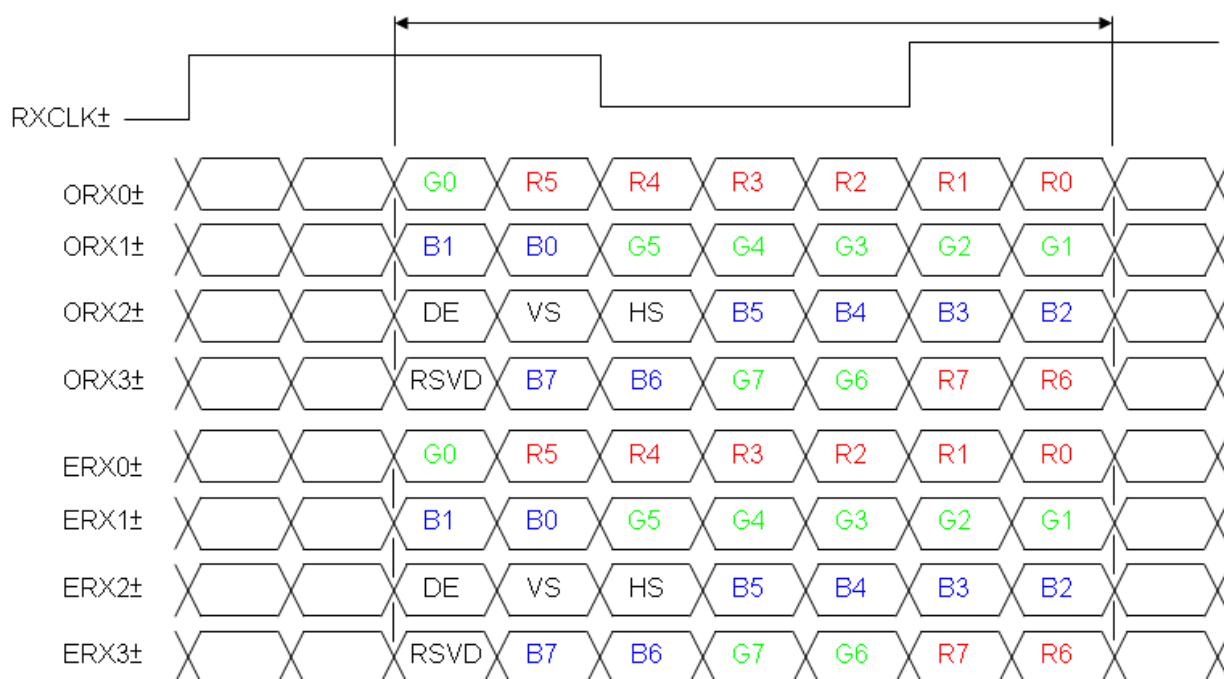 RXCLK±
ORX0± G0 R5 R4 R3 R2 R1 R0
ORX1± B1 B0 G5 G4 G3 G2 G1
ORX2± DE VS HS B5 B4 B3 B2
ORX3± RSVD B7 B6 G7 G6 R7 R6
ERX0± G0 R5 R4 R3 R2 R1 R0
ERX1± B1 B0 G5 G4 G3 G2 G1
ERX2± DE VS HS B5 B4 B3 B2
ERX3± RSVD B7 B6 G7 G6 R7 R6